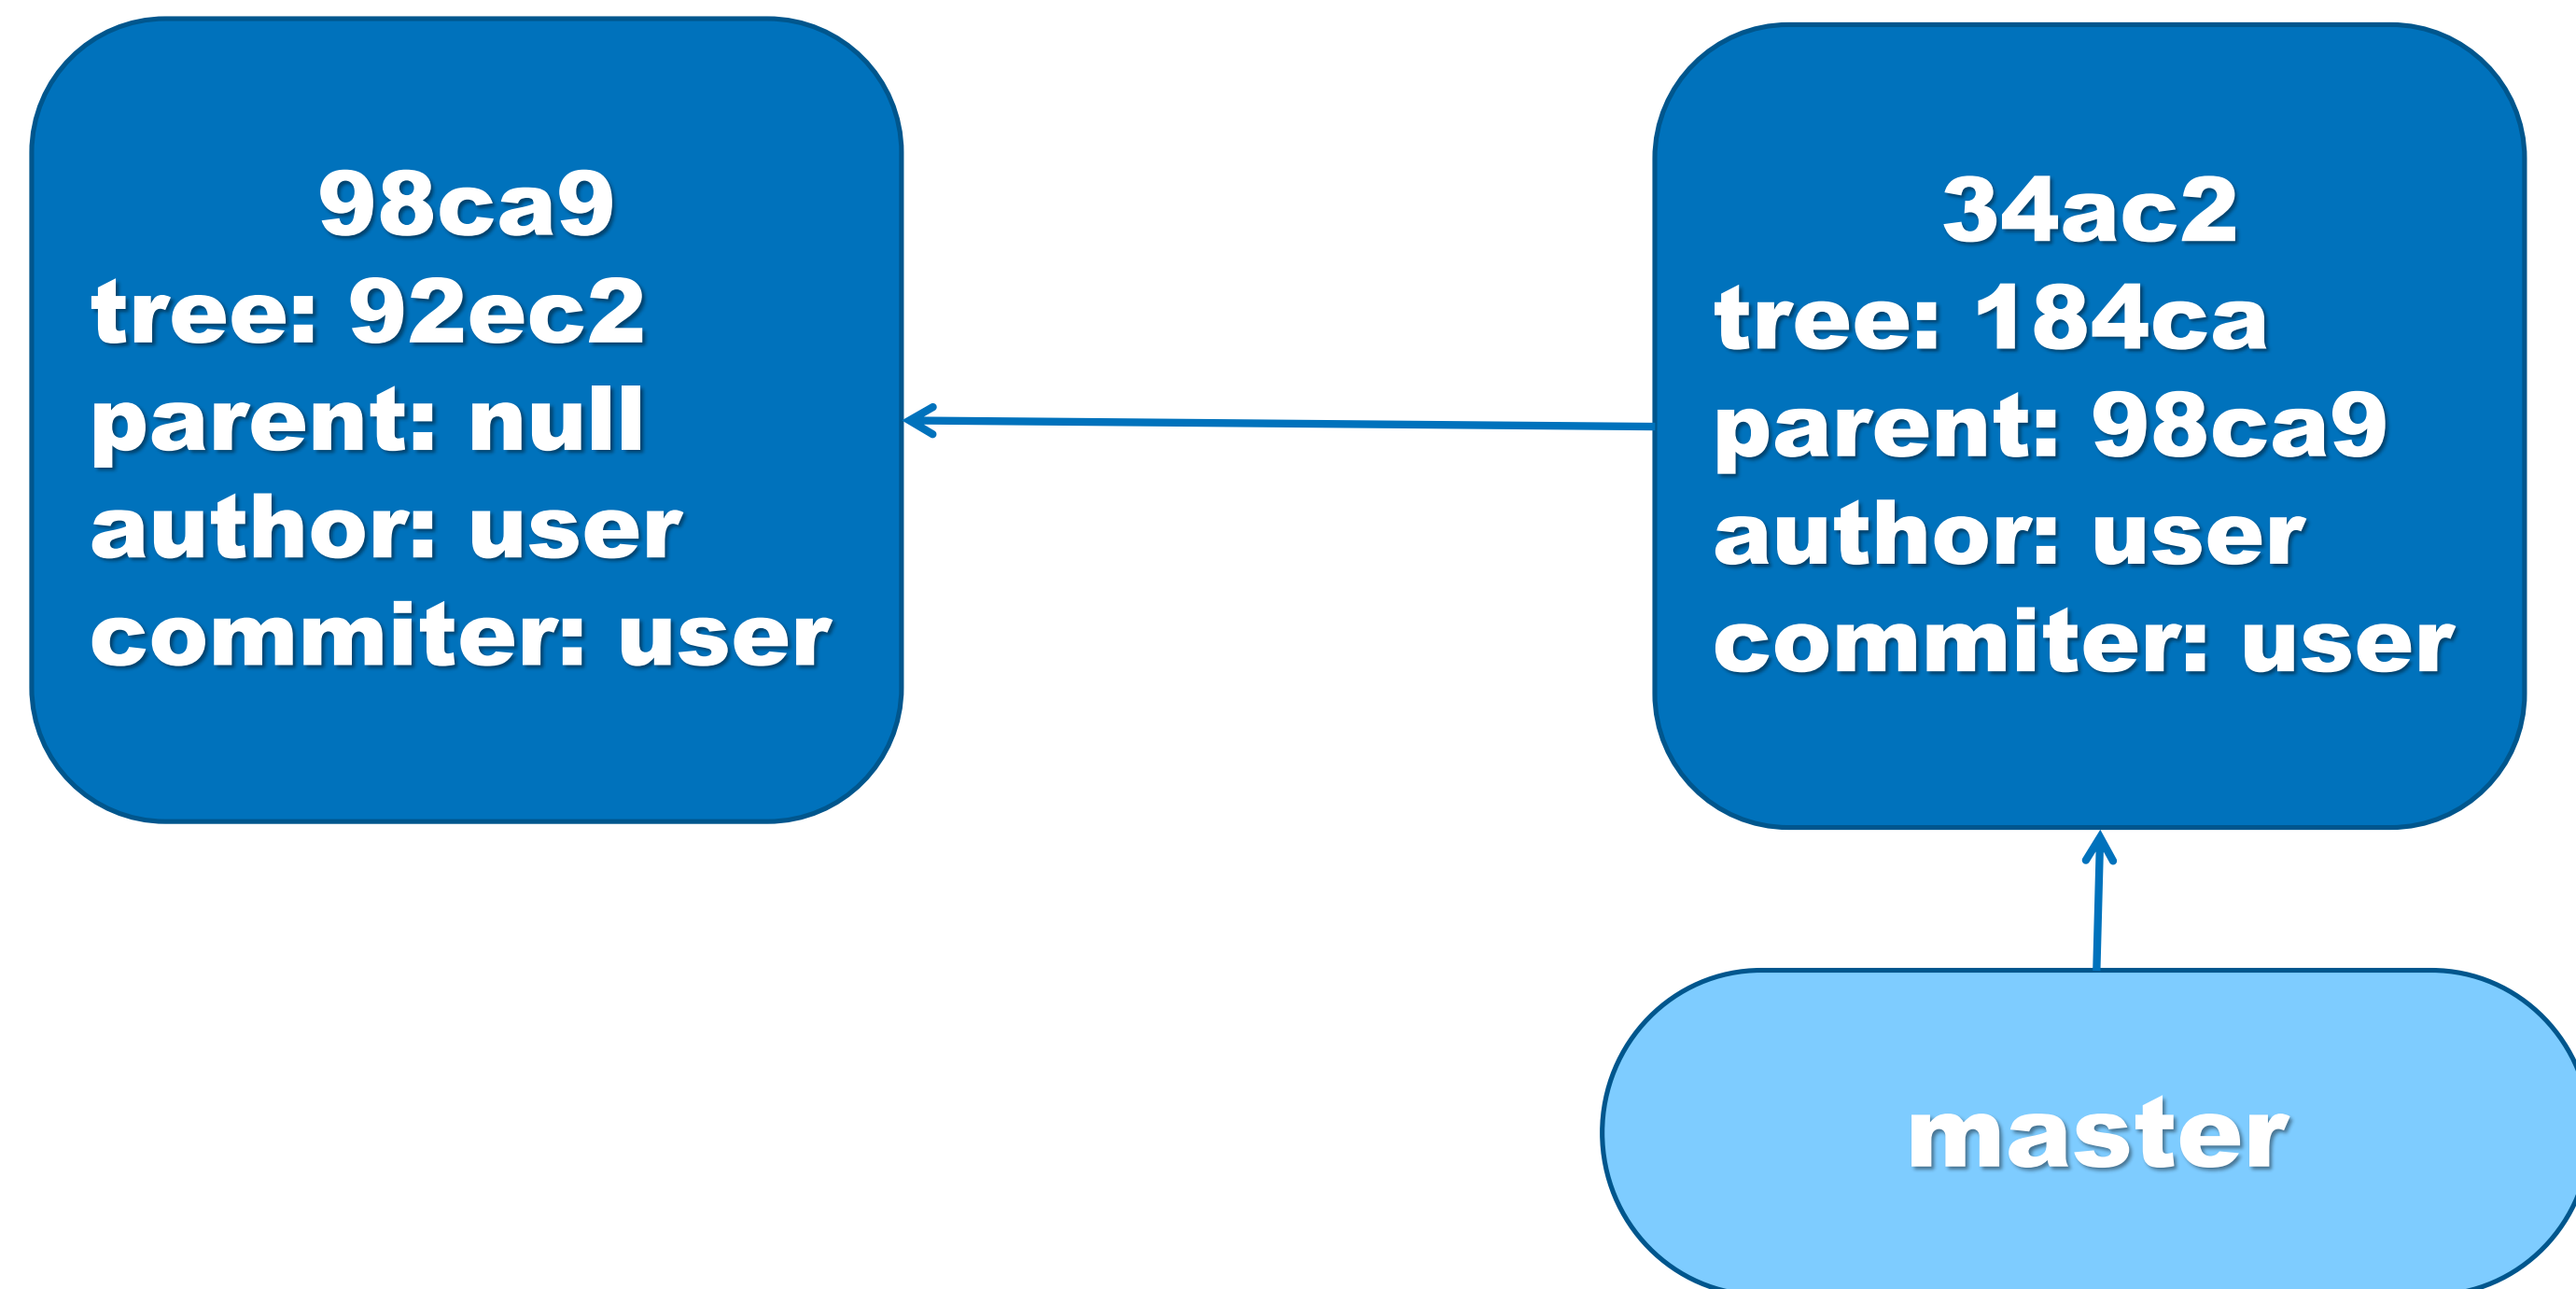 98ca9
tree: 92ec2
parent: null
author: user
commiter: user
34ac2
tree: 184ca
parent: 98ca9
author: user
commiter: user
master